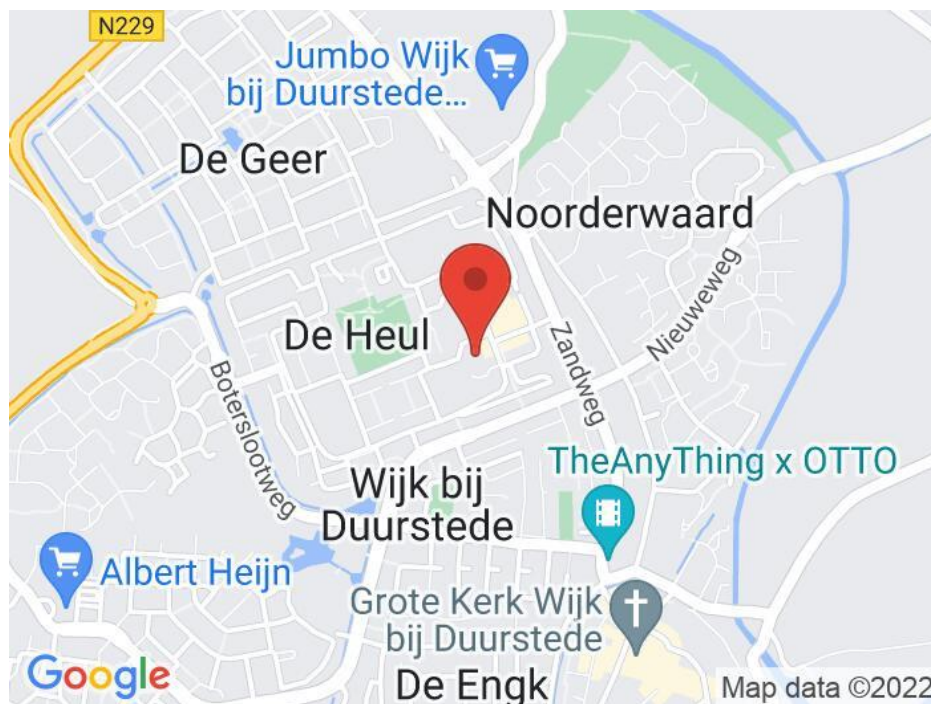 N229
Jumbo Wijk
bij Duurstede...
De Geer
Noorderwaard
De Heul
Zandweg
Nieuweweg
Boterslootweg
TheAnyThing x OTTO
Wijk bij
Duurstede
Albert Heijn
Grote Kerk Wijk
bij Duurstede
De Engk
Google
Map data ©2022